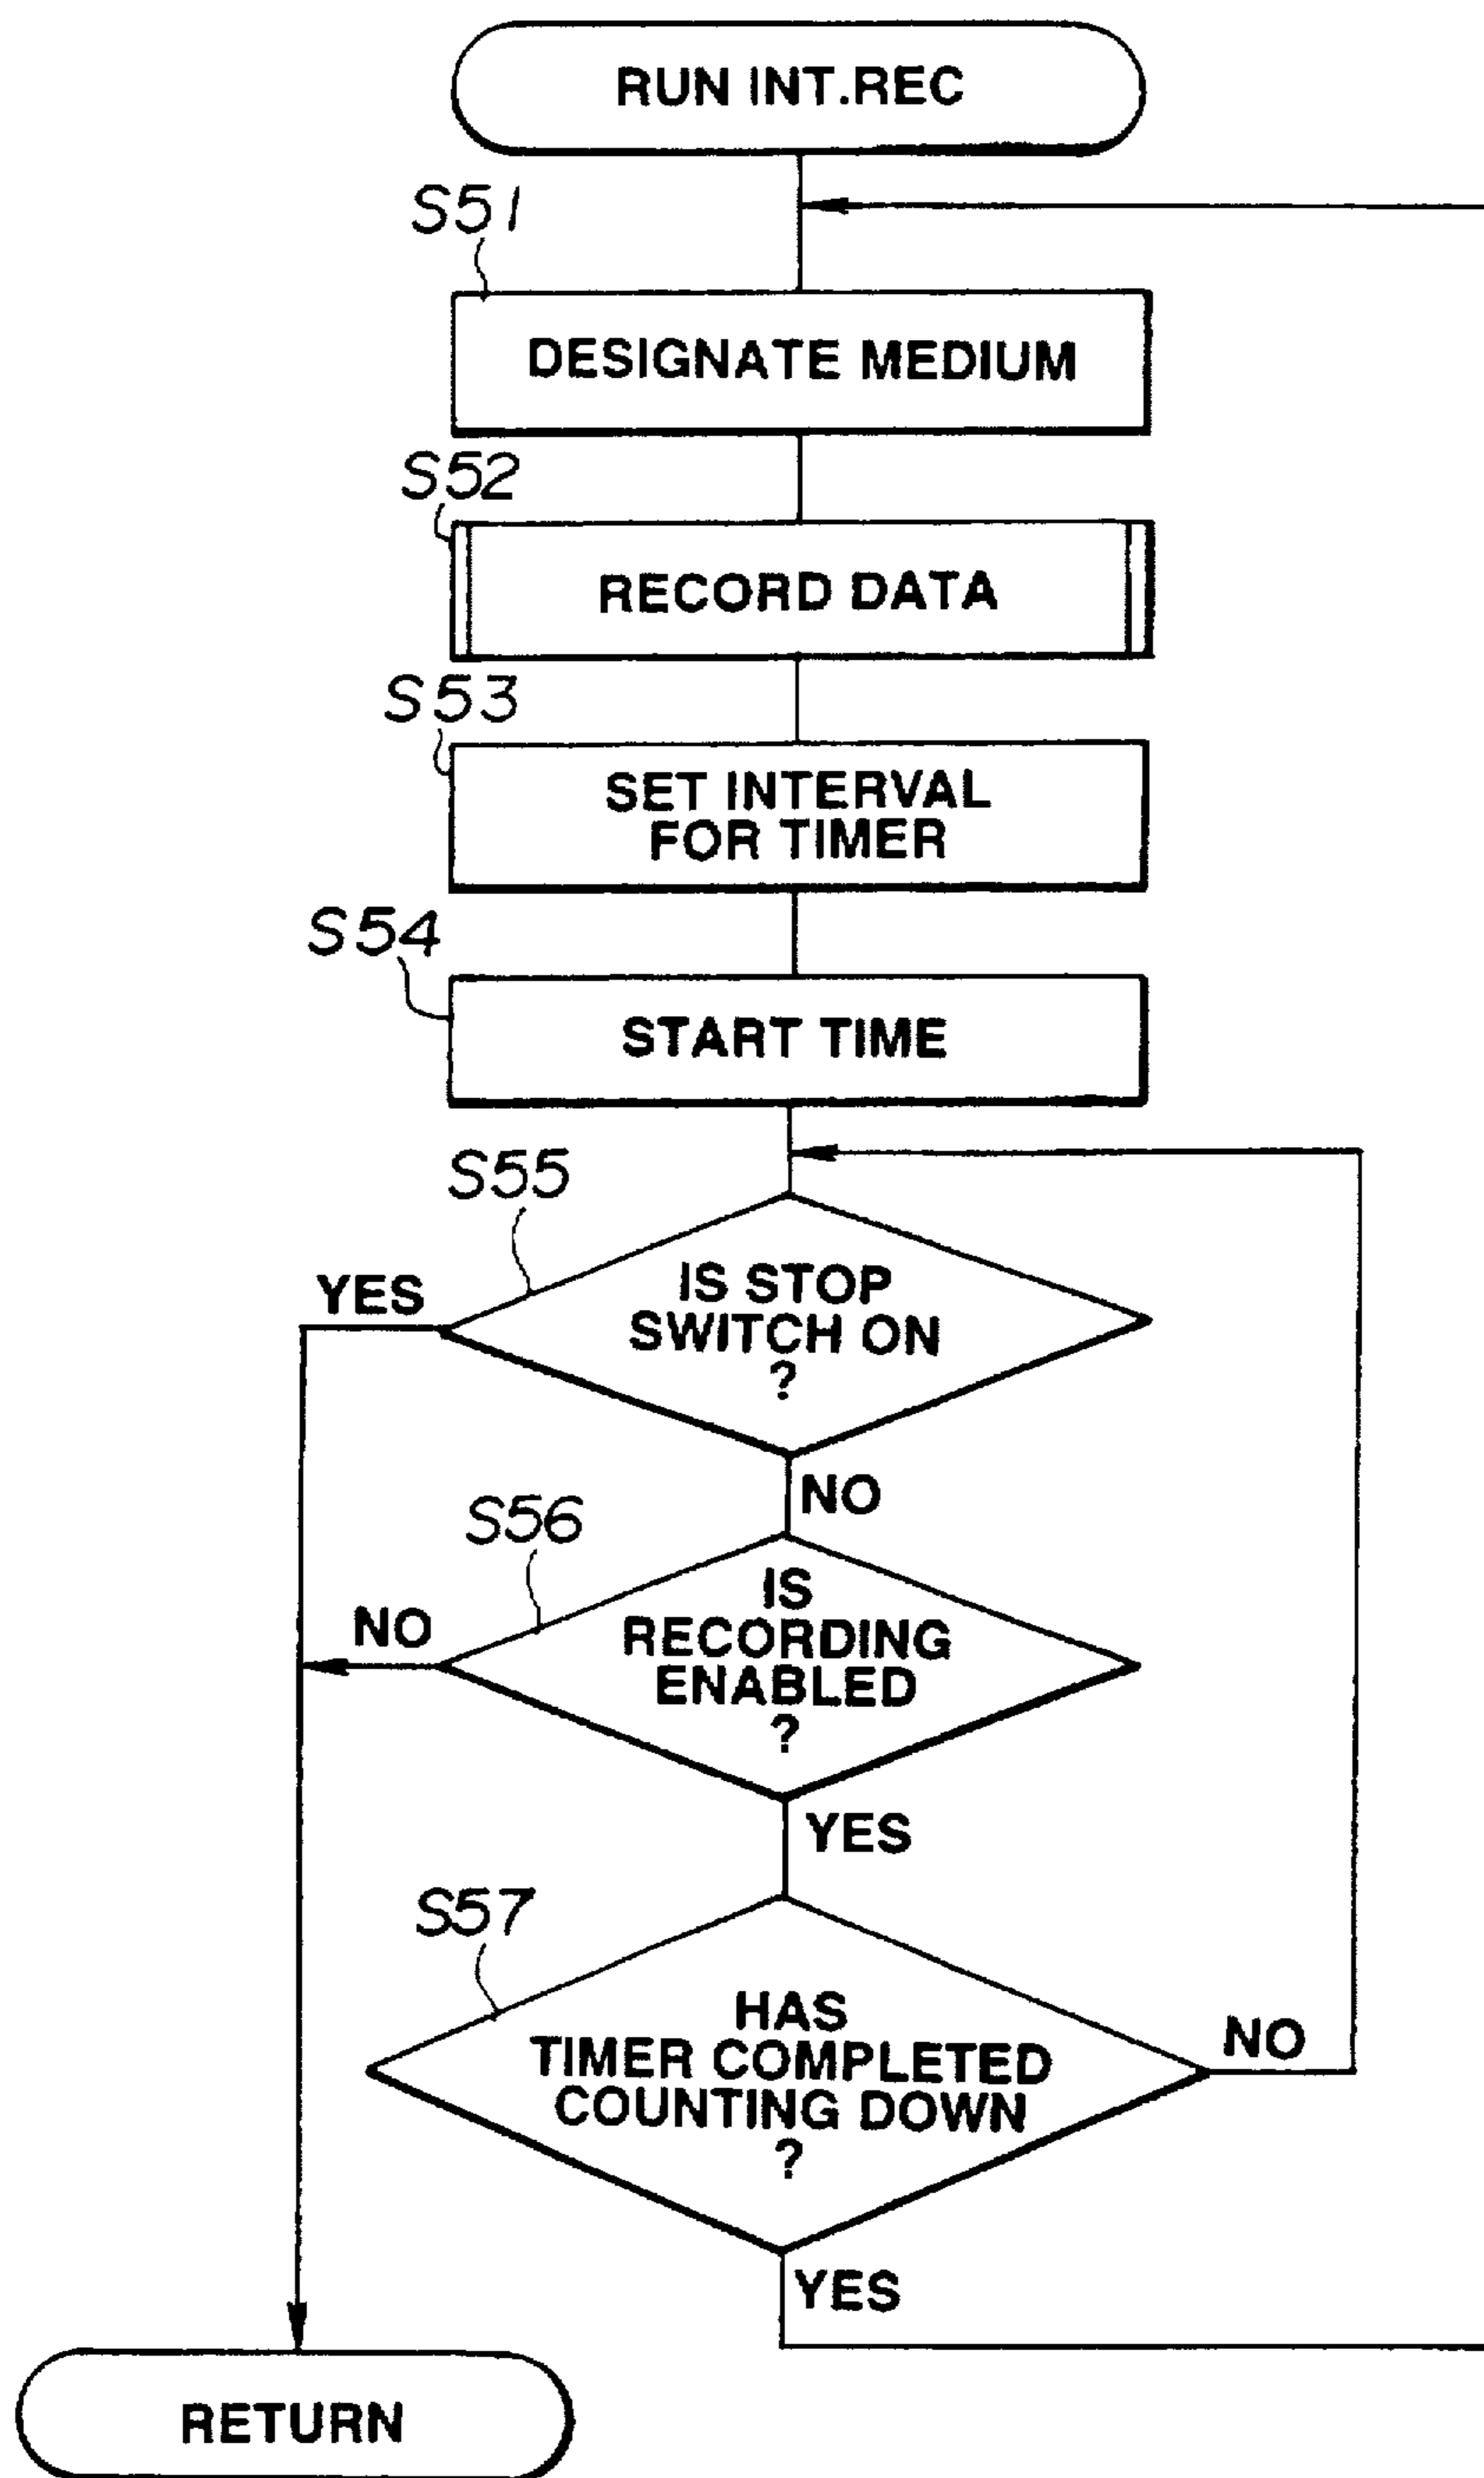 RUN INT.REC
S51
DESIGNATE MEDIUM
S52
RECORD DATA
S53
SET INTERVAL
FOR TIMER
S54
START TIME
S55
YES
IS STOP
SWITCH ON
?
NO
S56
NO
IS
RECORDING
ENABLED
?
YES
S57
HAS
TIMER COMPLETED
COUNTING DOWN
?
NO
YES
RETURN